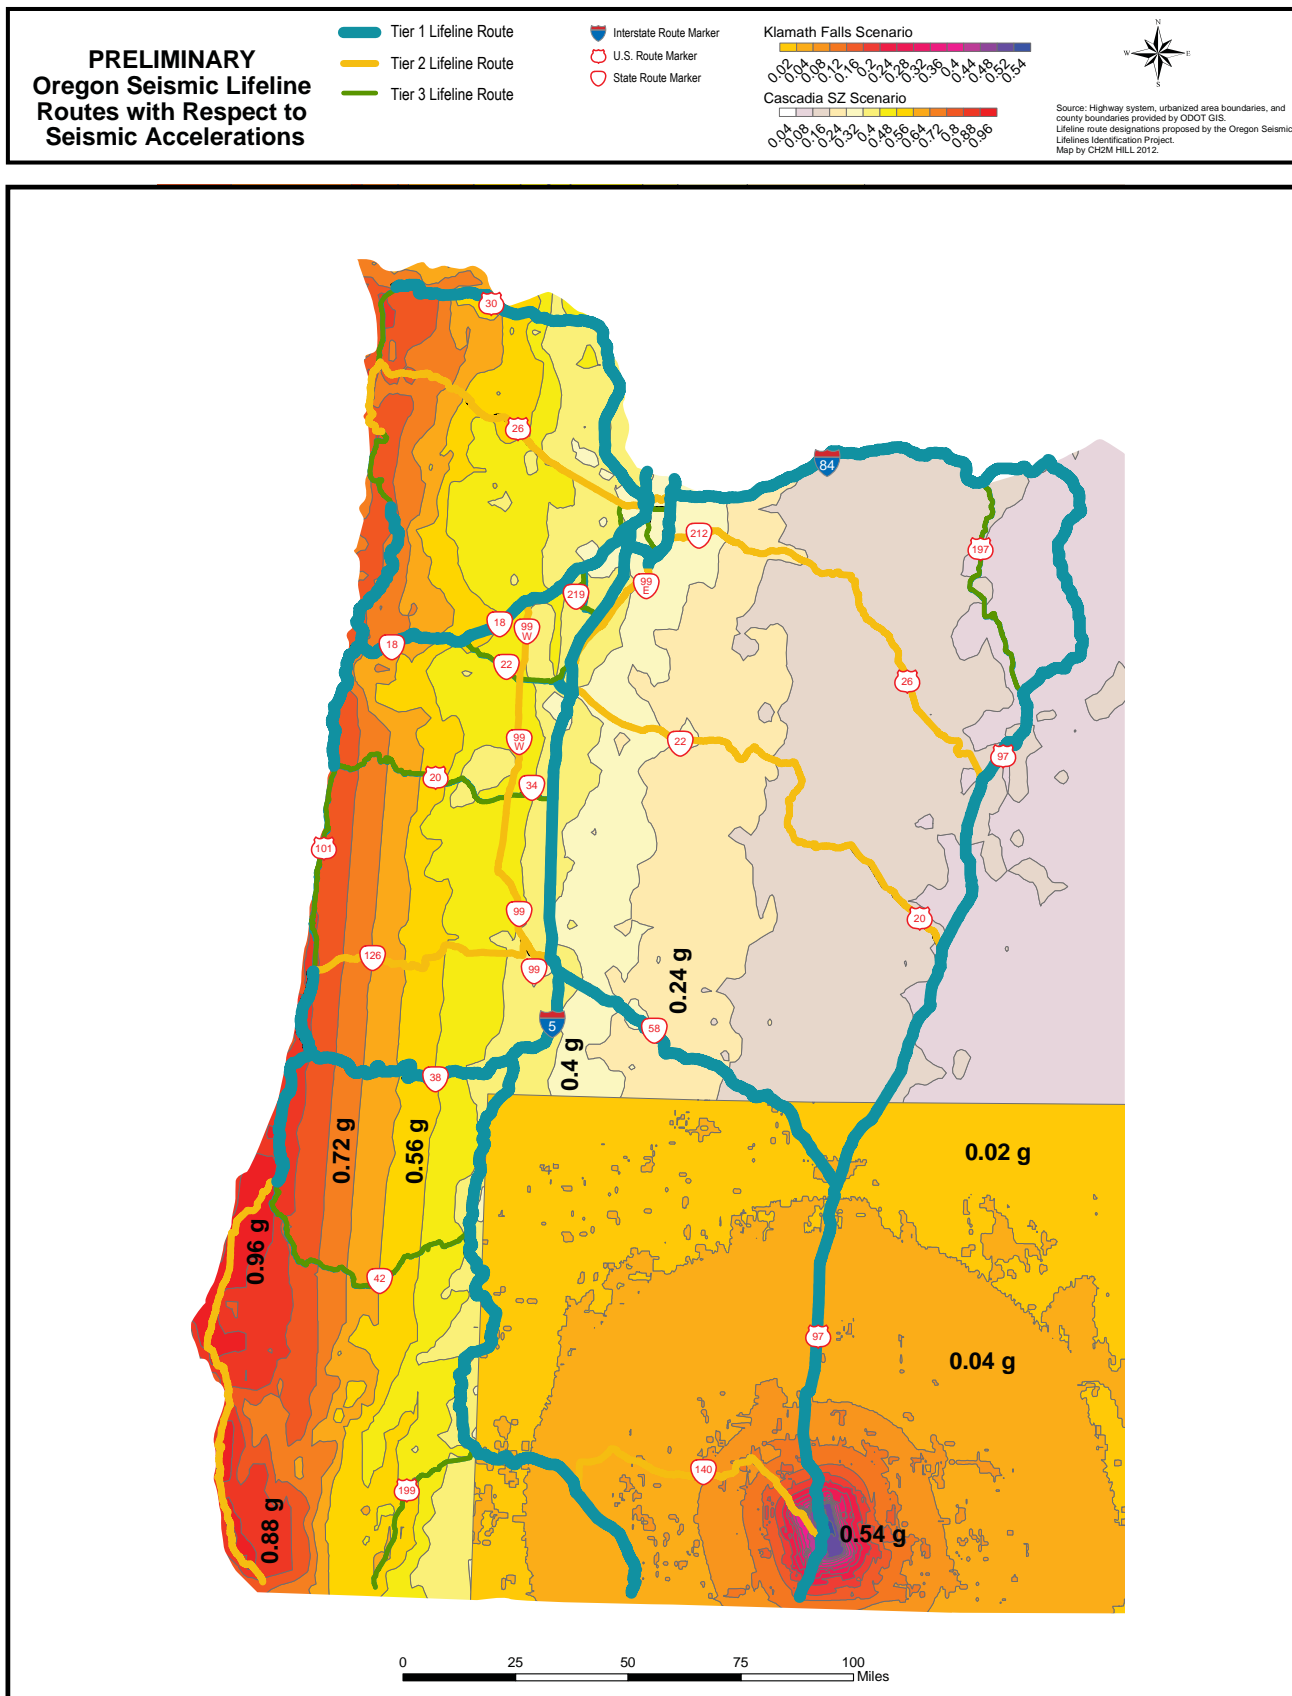 PRELIMINARY
Oregon Seismic Lifeline
Routes with Respect to
Seismic Accelerations
Tier 1 Lifeline Route
Tier 2 Lifeline Route
Tier 3 Lifeline Route
Interstate Route Marker
U.S. Route Marker
State Route Marker
Klamath Falls Scenario
0.02 0.04 0.08 0.12 0.16 0.2 0.24 0.28 0.32 0.36 0.4 0.44 0.48 0.52 0.54
Cascadia SZ Scenario
0.04 0.08 0.16 0.24 0.32 0.4 0.48 0.56 0.64 0.72 0.8 0.88 0.96
N
W E
S
Source: Highway system, urbanized area boundaries, and
county boundaries provided by ODOT GIS.
Lifeline route designations proposed by the Oregon Seismic
Lifelines Identification Project.
Map by CH2M HILL 2012.
30
26
84
212
197
99
E
219
18
99
W
18
22
26
99
W
22
97
20
34
101
99
20
126
99
0.24 g
5
58
0.4 g
38
0.72 g
0.56 g
0.02 g
0.96 g
42
97
0.04 g
140
199
0.88 g
0.54 g
0 25 50 75 100
Miles